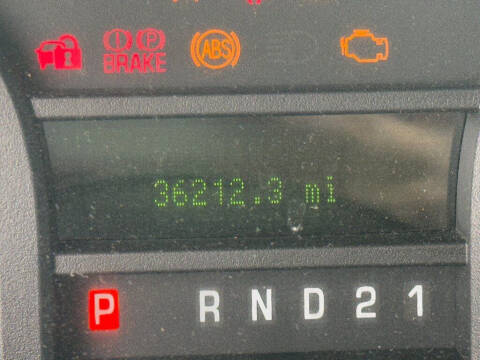 P
BRAKE ABS
36212.3 mi
P R N D 2 1